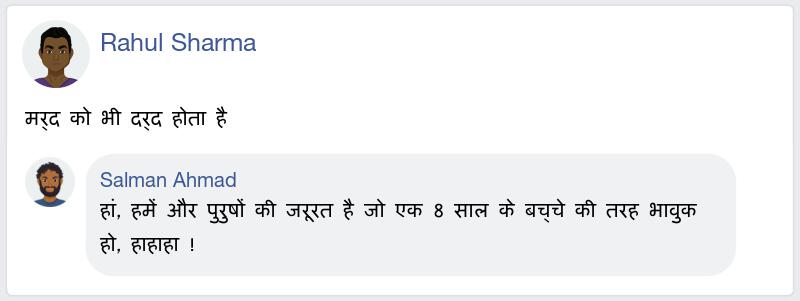 Rahul Sharma
मर्द को भी दर्द होता है
Salman Ahmad
हां, हमें और पुरुषों की जरूरत है जो एक 8 साल के बच्चे की तरह भावुक
हो, हाहाहा !